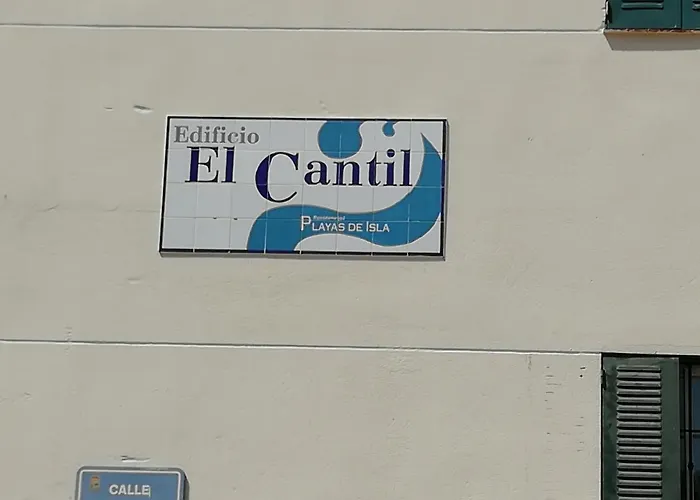 Edificio
El Cantil
PLAYAS DE ISLA
CALLE